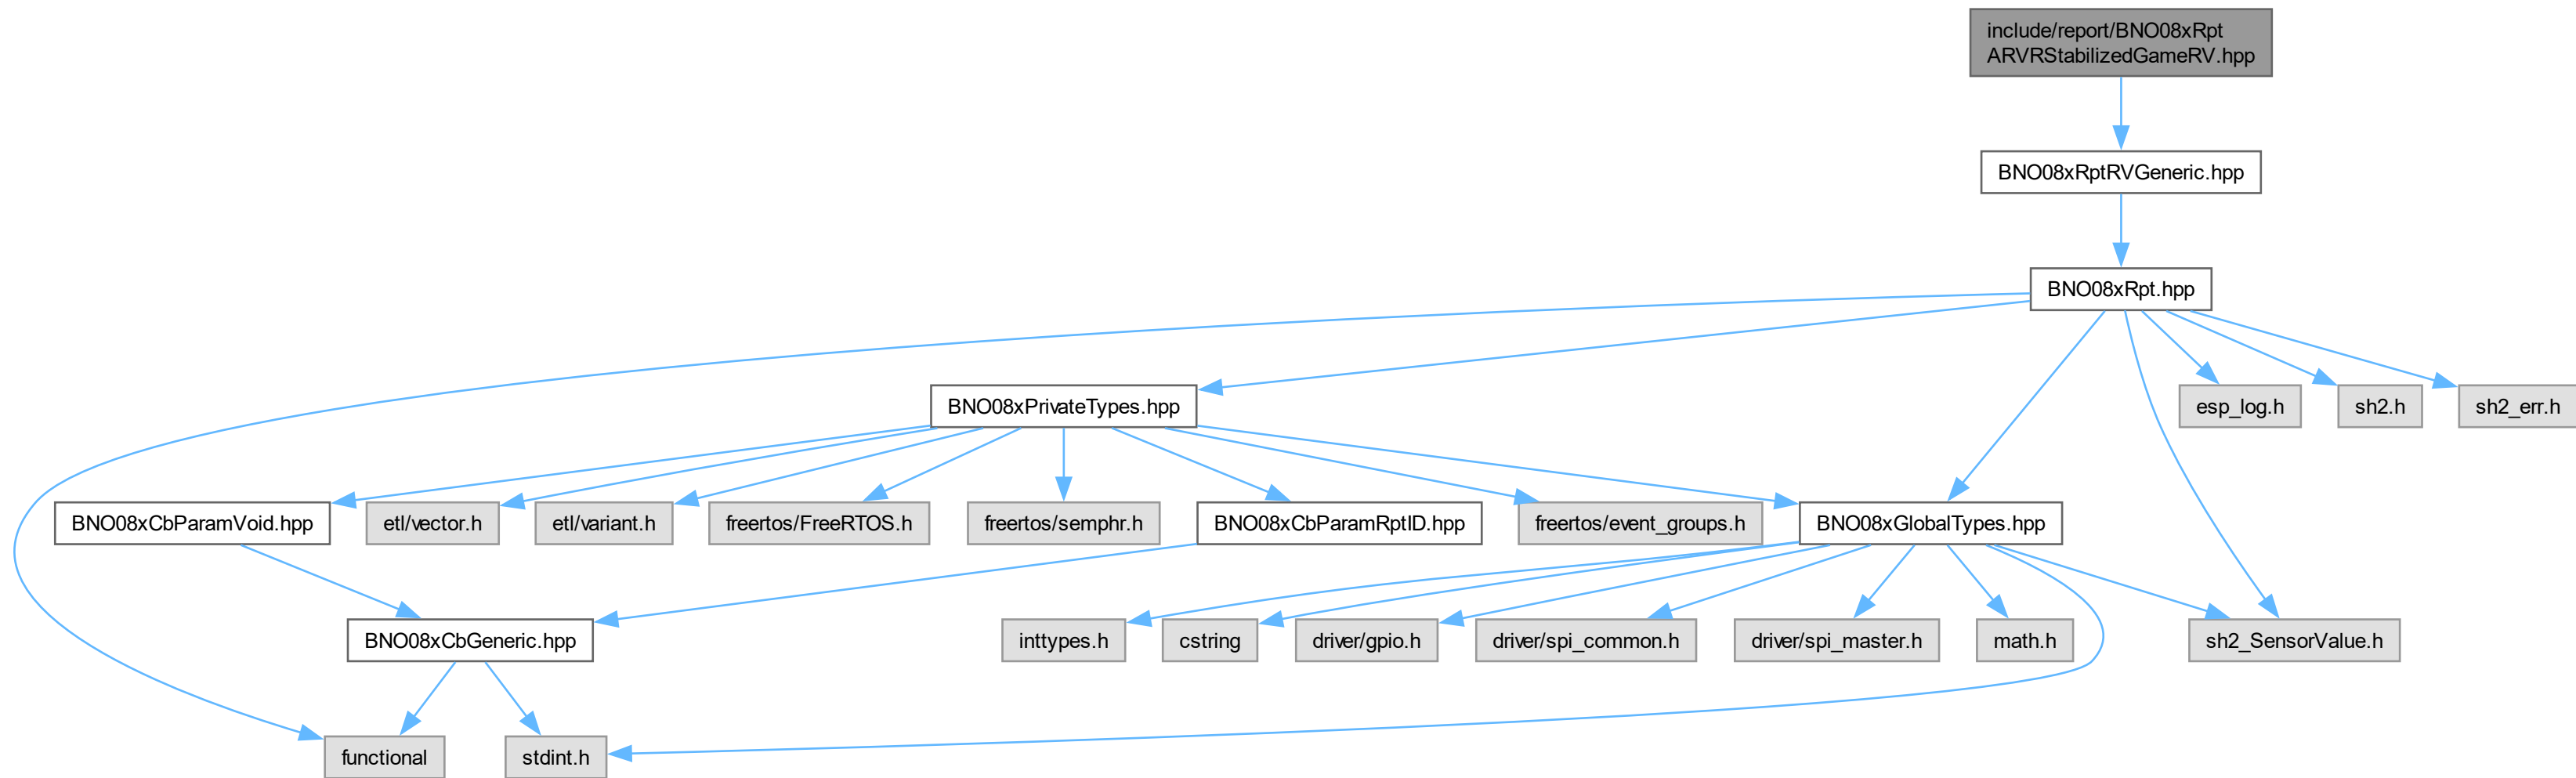 include/report/BNO08xRpt
ARVRStabilizedGameRV.hpp
BNO08xRptRVGeneric.hpp
BNO08xRpt.hpp
BNO08xPrivateTypes.hpp
esp_log.h
sh2.h
sh2_err.h
BNO08xCbParamVoid.hpp
etl/vector.h
etl/variant.h
freertos/FreeRTOS.h
freertos/semphr.h
BNO08xCbParamRptID.hpp
freertos/event_groups.h
BNO08xGlobalTypes.hpp
BNO08xCbGeneric.hpp
inttypes.h
cstring
driver/gpio.h
driver/spi_common.h
driver/spi_master.h
math.h
sh2_SensorValue.h
functional
stdint.h